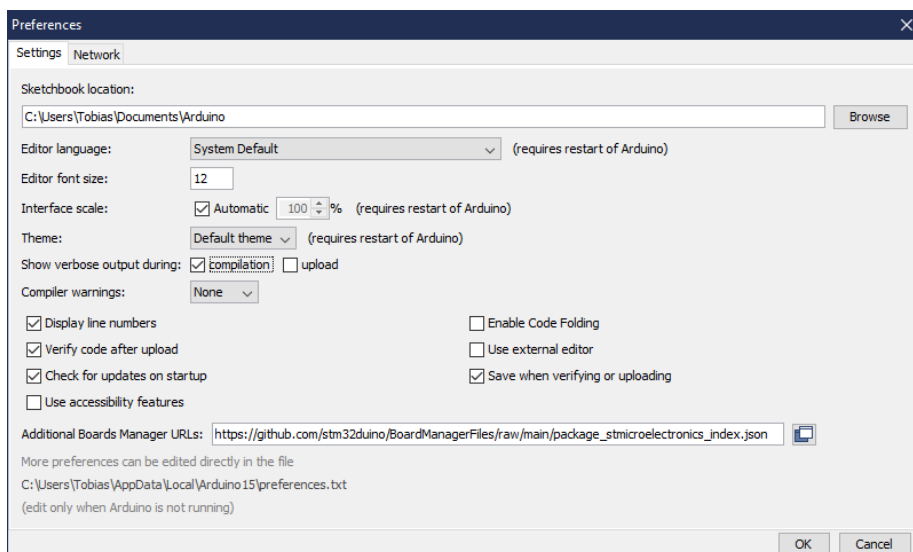 Preferences
Settings Network
Sketchbook location:
C:\Users\Tobias\Documents\Arduino Browse
Editor language: System Default (requires restart of Arduino)
Editor font size: 12
Interface scale: Automatic 100 % (requires restart of Arduino)
Theme: Default theme (requires restart of Arduino)
Show verbose output during: compilation upload
Compiler warnings: None
Display line numbers Enable Code Folding
Verify code after upload Use external editor
Check for updates on startup Save when verifying or uploading
Use accessibility features
Additional Boards Manager URLs: https://github.com/stm32duino/BoardManagerFiles/raw/main/package_stmicroelectronics_index.json
More preferences can be edited directly in the file
C:\Users\Tobias\AppData\Local\Arduino15\preferences.txt
(edit only when Arduino is not running)
OK Cancel